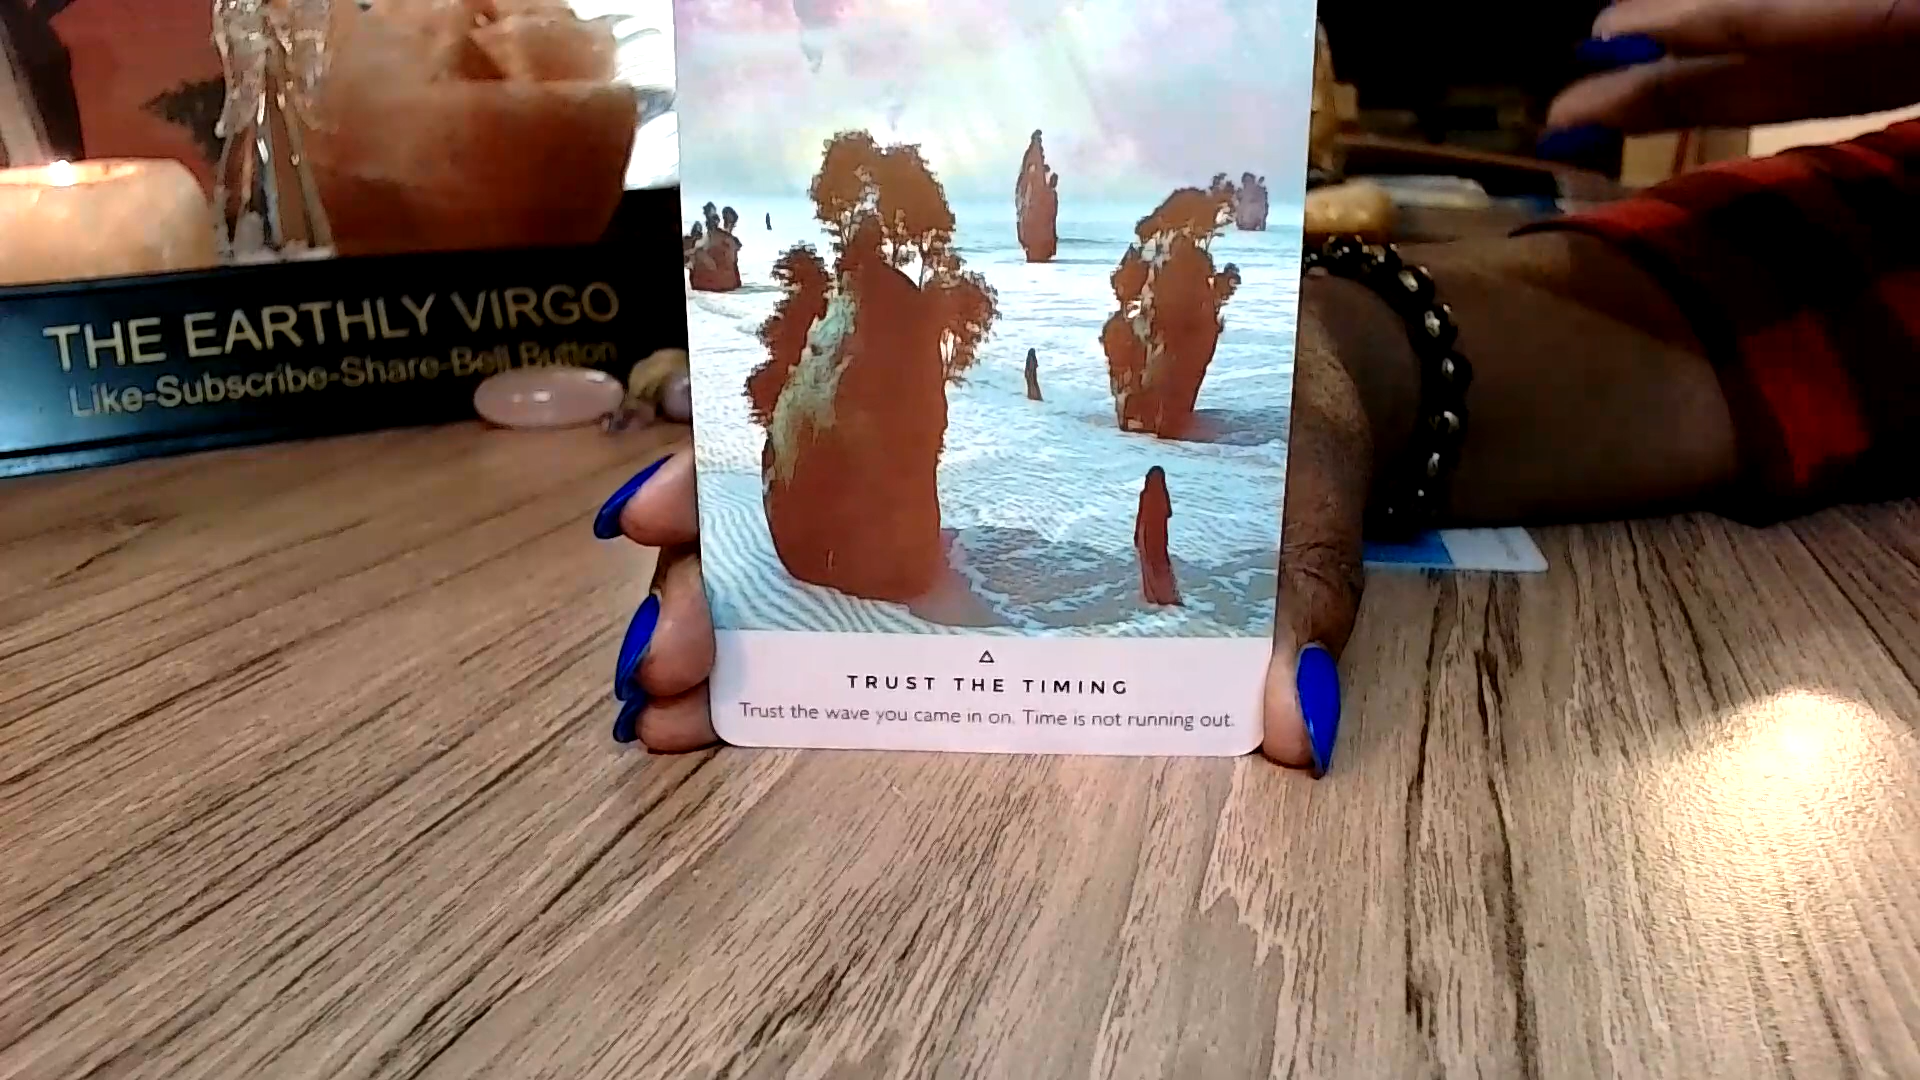 THE EARTHLY VIRGO
Like-Subscribe-Share-Bell Button
TRUST THE TIMING
Trust the wave you came in on. Time is not running out.